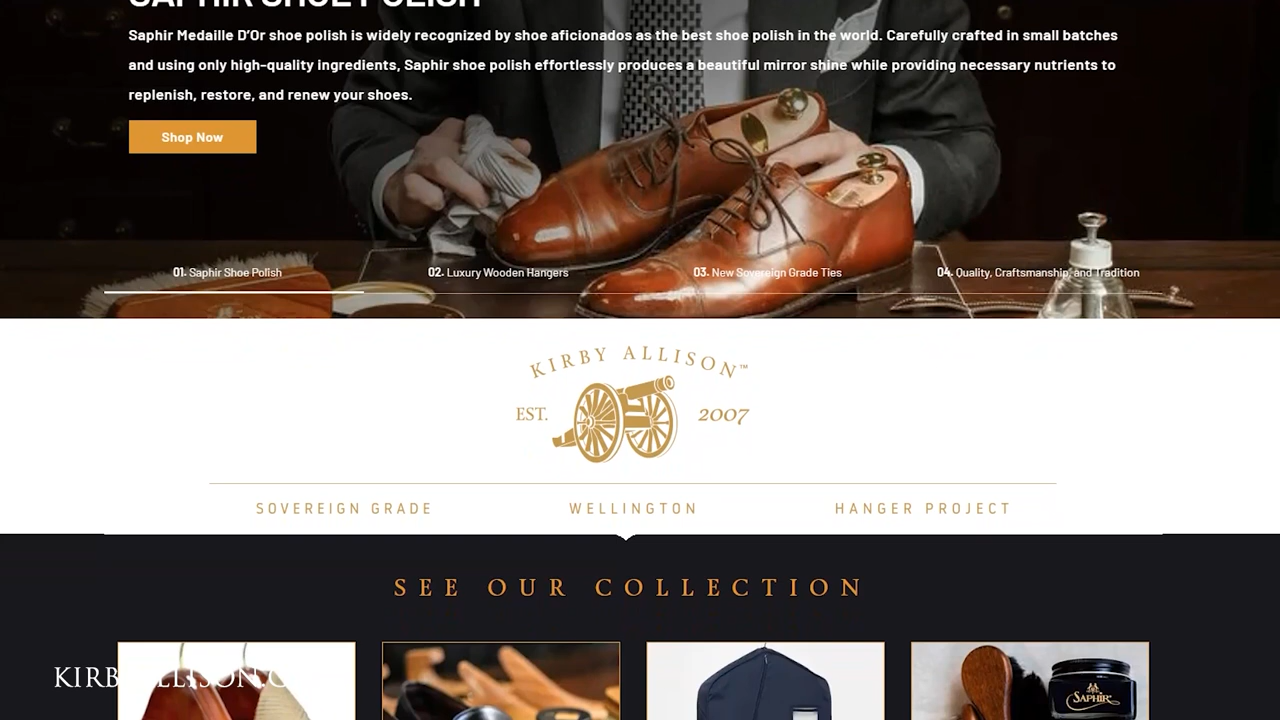 SAPHIR SHOE POLISH
Saphir Medaille D'Or shoe polish is widely recognized by shoe aficionados as the best shoe polish in the world. Carefully crafted in small batches
and using only high-quality ingredients, Saphir shoe polish effortlessly produces a beautiful mirror shine while providing necessary nutrients to
replenish, restore, and renew your shoes.
Shop Now
01. Saphir Shoe Polish
02. Luxury Wooden Hangers
03. New Sovereign Grade Ties
04. Quality, Craftsmanship, and Tradition
KIRBY ALLISON™
EST. 2007
SOVEREIGN GRADE
WELLINGTON
HANGER PROJECT
SEE OUR COLLECTION
SAPHIR